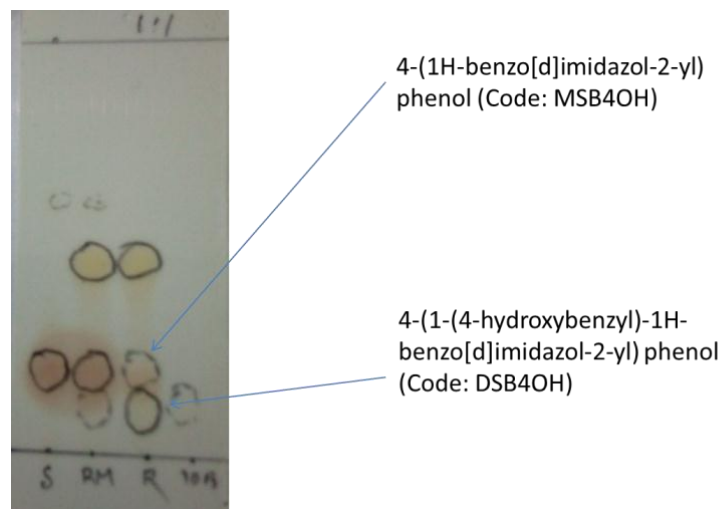 1:1
4-(1H-benzo[d]imidazol-2-yl)
phenol (Code: MSB4OH)
4-(1-(4-hydroxybenzyl)-1H-
benzo[d]imidazol-2-yl) phenol
(Code: DSB4OH)
S RM R